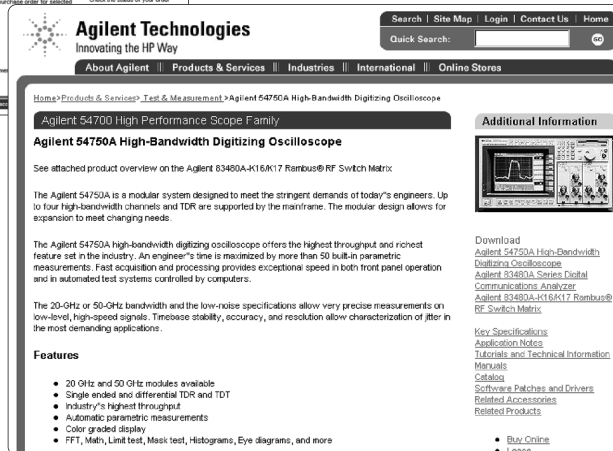 urchase order for selected
Check the status of your order
Agilent Technologies
Innovating the HP Way
Search | Site Map | Login | Contact Us | Home
Quick Search:
GO
About Agilent || Products & Services || Industries || International || Online Stores
Home>Products & Services> Test & Measurement >Agilent 54750A High-Bandwidth Digitizing Oscilloscope
Agilent 54700 High Performance Scope Family
Agilent 54750A High-Bandwidth Digitizing Oscilloscope
See attached product overview on the Agilent 83480A-K16/K17 Rambus® RF Switch Matrix
The Agilent 54750A is a modular system designed to meet the stringent demands of today"s engineers. Up
to four high-bandwidth channels and TDR are supported by the mainframe. The modular design allows for
expansion to meet changing needs.
The Agilent 54750A high-bandwidth digitizing oscilloscope offers the highest throughput and richest
feature set in the industry. An engineer"s time is maximized by more than 50 built-in parametric
measurements. Fast acquisition and processing provides exceptional speed in both front panel operation
and in automated test systems controlled by computers.
The 20-GHz or 50-GHz bandwidth and the low-noise specifications allow very precise measurements on
low-level, high-speed signals. Timebase stability, accuracy, and resolution allow characterization of jitter in
the most demanding applications.
Features
● 20 GHz and 50 GHz modules available
● Single ended and differential TDR and TDT
● Industry"s highest throughput
● Automatic parametric measurements
● Color graded display
● FFT, Math, Limit test, Mask test, Histograms, Eye diagrams, and more
Additional Information
Download
Agilent 54750A High-Bandwidth
Digitizing Oscilloscope
Agilent 83480A Series Digital
Communications Analyzer
Agilent 83480A-K16/K17 Rambus®
RF Switch Matrix
Key Specifications
Application Notes
Tutorials and Technical Information
Manuals
Catalog
Software Patches and Drivers
Related Accessories
Related Products
● Buy Online